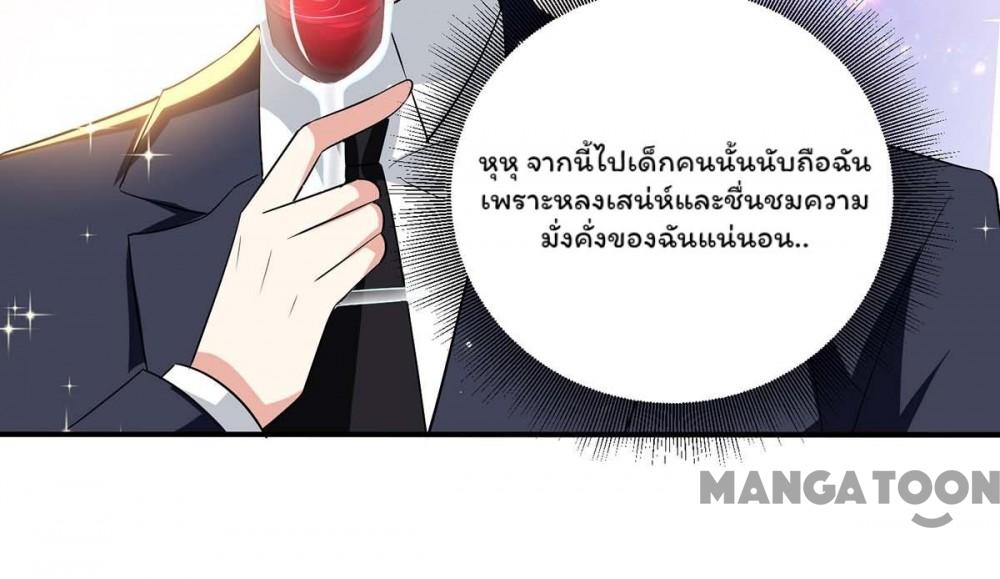 หุหุ จากนี้ไปเด็กคนนั้นนับถือฉัน
เพราะหลงเสน่ห์และชื่นชมความ
มั่งคั่งของฉันแน่นอน..
MANGATOON